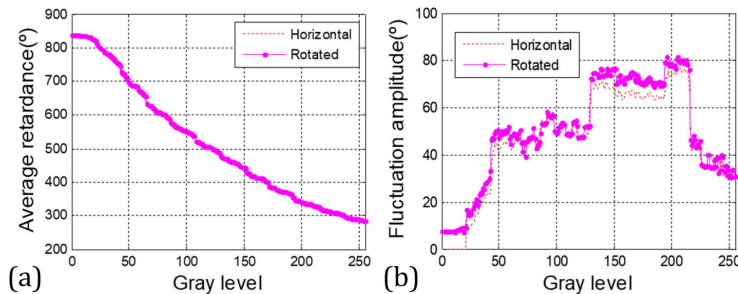 900
800
700
600
500
400
300
200
Average retardance(º)
Horizontal
Rotated
0 50 100 150 200 250
Gray level
(a)
100
80
60
40
20
0
Fluctuation amplitude(º)
Horizontal
Rotated
0 50 100 150 200 250
Gray level
(b)